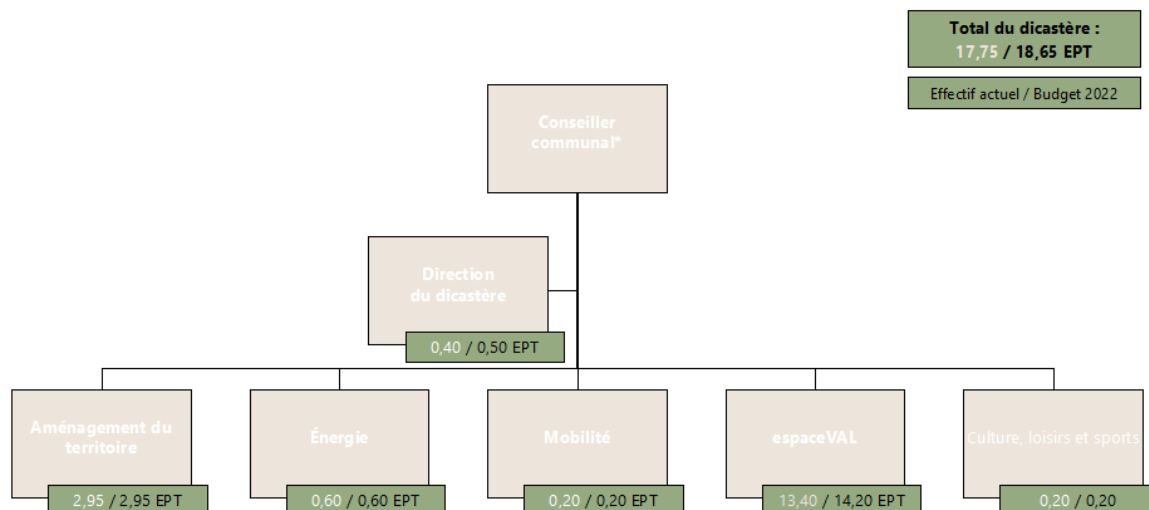 Total du dicastère :
17,75 / 18,65 EPT
Effectif actuel / Budget 2022
Conseiller
communal*
Direction
du dicastère
0,40 / 0,50 EPT
Aménagement du
territoire
2,95 / 2,95 EPT
Énergie
0,60 / 0,60 EPT
Mobilité
0,20 / 0,20 EPT
espaceVAL
13,40 / 14,20 EPT
Culture, loisirs et sports
0,20 / 0,20